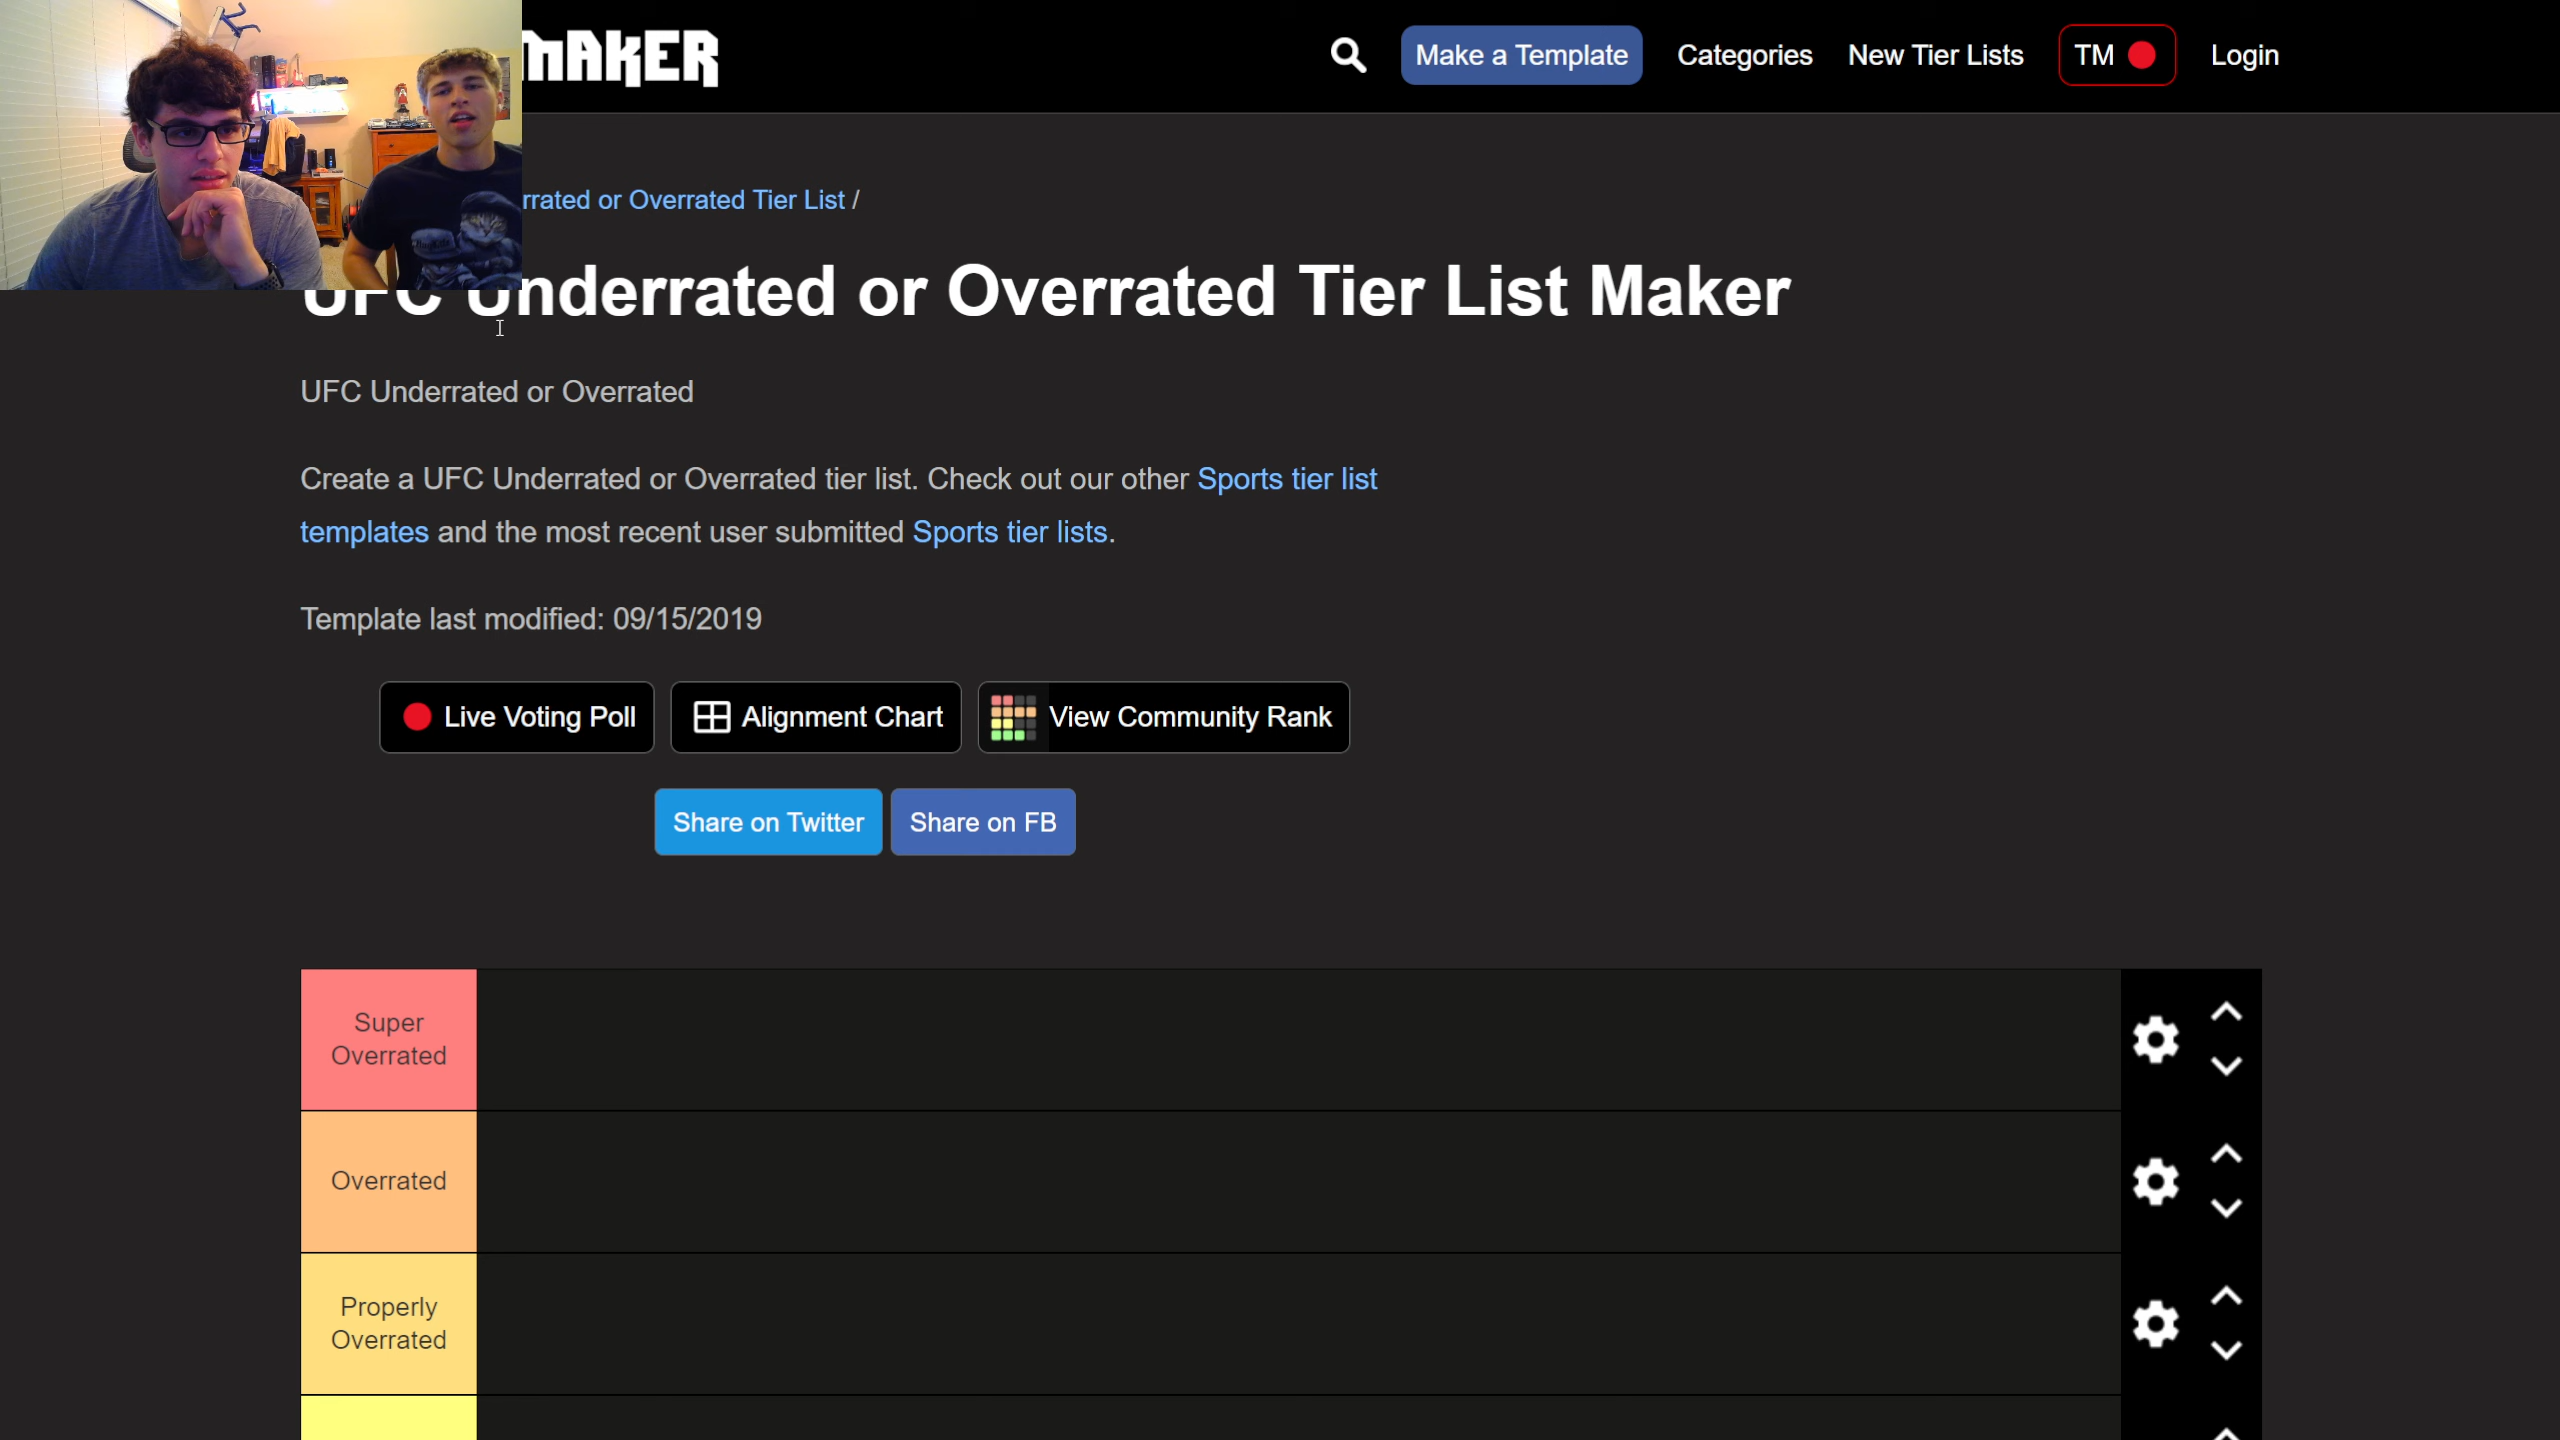 MAKER
Make a Template
Categories
New Tier Lists
TM
Login
rrated or Overrated Tier List /
UFC Underrated or Overrated Tier List Maker
UFC Underrated or Overrated
Create a UFC Underrated or Overrated tier list. Check out our other Sports tier list
templates and the most recent user submitted Sports tier lists.
Template last modified: 09/15/2019
Live Voting Poll
Alignment Chart
View Community Rank
Share on Twitter
Share on FB
Super
Overrated
Overrated
Properly
Overrated